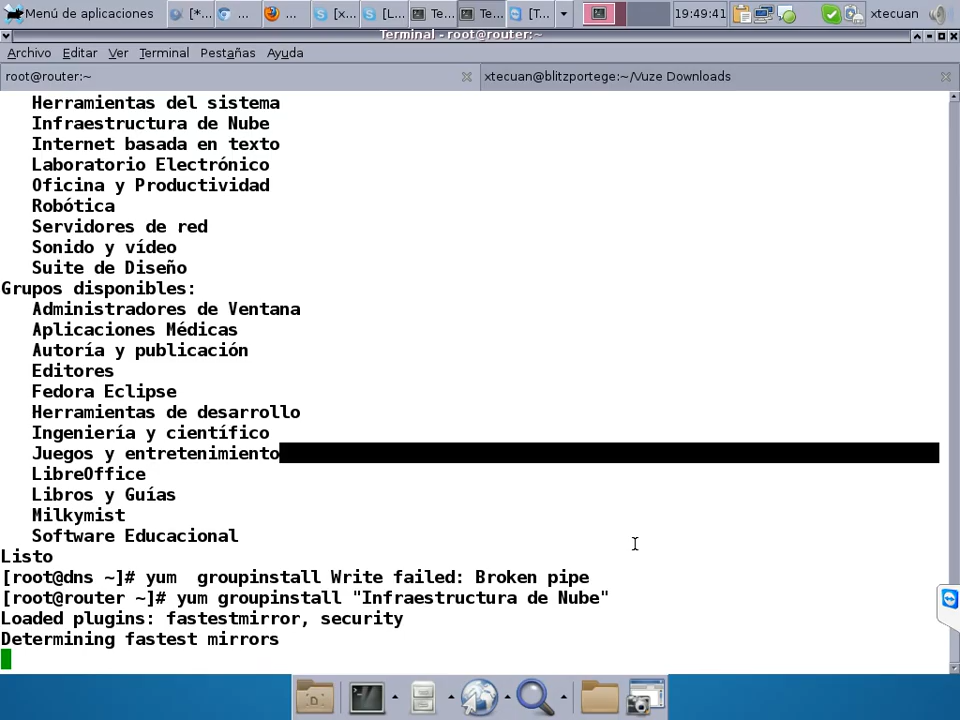 Menú de aplicaciones [*... ... ... [x... [L... Te... Te... [T... 19:49:41 xtecuan
Terminal - root@router:~
Archivo Editar Ver Terminal Pestañas Ayuda
root@router:~ xtecuan@blitzportege:~/Vuze Downloads
Herramientas del sistema
Infraestructura de Nube
Internet basada en texto
Laboratorio Electrónico
Oficina y Productividad
Robótica
Servidores de red
Sonido y vídeo
Suite de Diseño
Grupos disponibles:
Administradores de Ventana
Aplicaciones Médicas
Autoría y publicación
Editores
Fedora Eclipse
Herramientas de desarrollo
Ingeniería y científico
Juegos y entretenimiento
LibreOffice
Libros y Guías
Milkymist
Software Educacional
Listo
[root@dns ~]# yum  groupinstall Write failed: Broken pipe
[root@router ~]# yum groupinstall "Infraestructura de Nube"
Loaded plugins: fastestmirror, security
Determining fastest mirrors